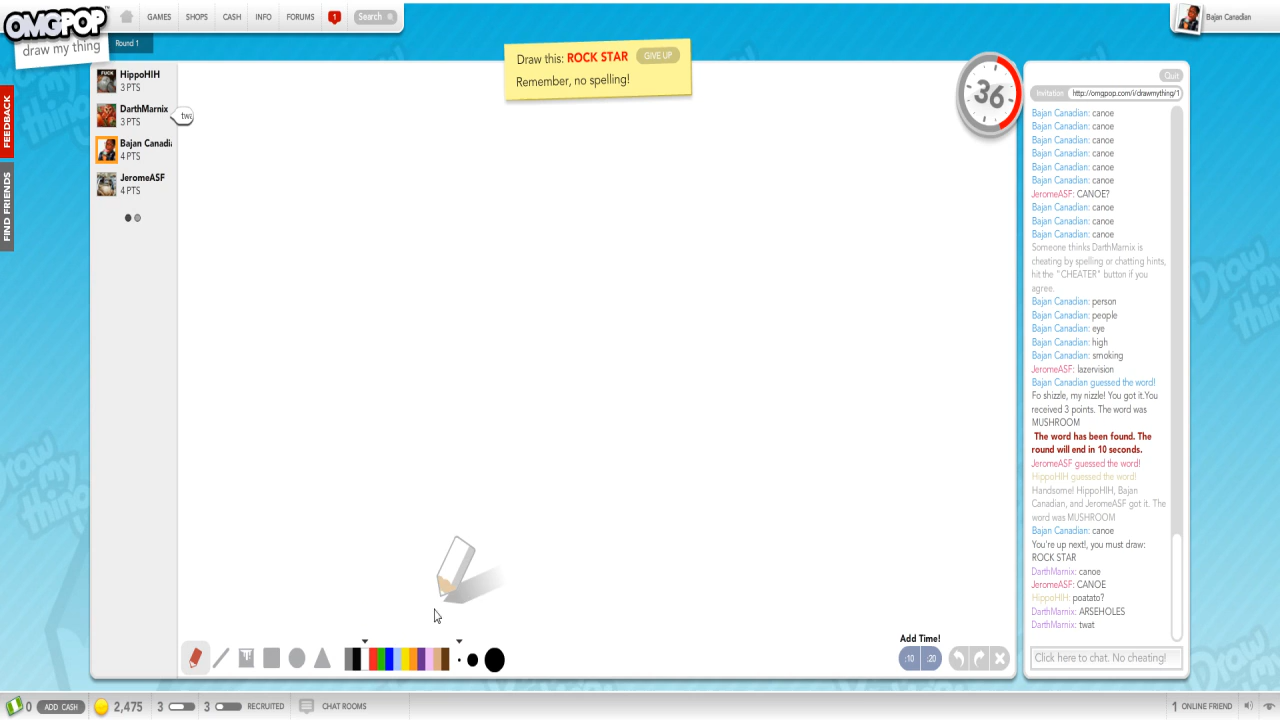 OMGPOP
GAMES
SHOPS
CASH
INFO
FORUMS
1
Search
Bajan Canadian
draw my thing
Round 1
Draw this: ROCK STAR
GIVE UP
Remember, no spelling!
36
FEEDBACK
FIND FRIENDS
HippoHIH
3 PTS
DarthMarnix
3 PTS
twa
Bajan Canadi
4 PTS
JeromeASF
4 PTS
Quit
Invitation http://omgpop.com/i/drawmything/1
Bajan Canadian: canoe
Bajan Canadian: canoe
Bajan Canadian: canoe
Bajan Canadian: canoe
Bajan Canadian: canoe
Bajan Canadian: canoe
JeromeASF: CANOE?
Bajan Canadian: canoe
Bajan Canadian: canoe
Bajan Canadian: canoe
Someone thinks DarthMarnix is
cheating by spelling or chatting hints,
hit the "CHEATER" button if you
agree.
Bajan Canadian: person
Bajan Canadian: people
Bajan Canadian: eye
Bajan Canadian: high
Bajan Canadian: smoking
JeromeASF: lazervision
Bajan Canadian guessed the word!
Fo shizzle, my nizzle! You got it.You
received 3 points. The word was
MUSHROOM
The word has been found. The
round will end in 10 seconds.
JeromeASF guessed the word!
HippoHIH guessed the word!
Handsome! HippoHIH, Bajan
Canadian, and JeromeASF got it. The
word was MUSHROOM
Bajan Canadian: canoe
You're up next!, you must draw:
ROCK STAR
DarthMarnix: canoe
JeromeASF: CANOE
HippoHIH: poatato?
DarthMarnix: ARSEHOLES
DarthMarnix: twat
Click here to chat. No cheating!
Add Time!
:10 :20
0
ADD CASH
2,475
3
3
RECRUITED
CHAT ROOMS
1 ONLINE FRIEND